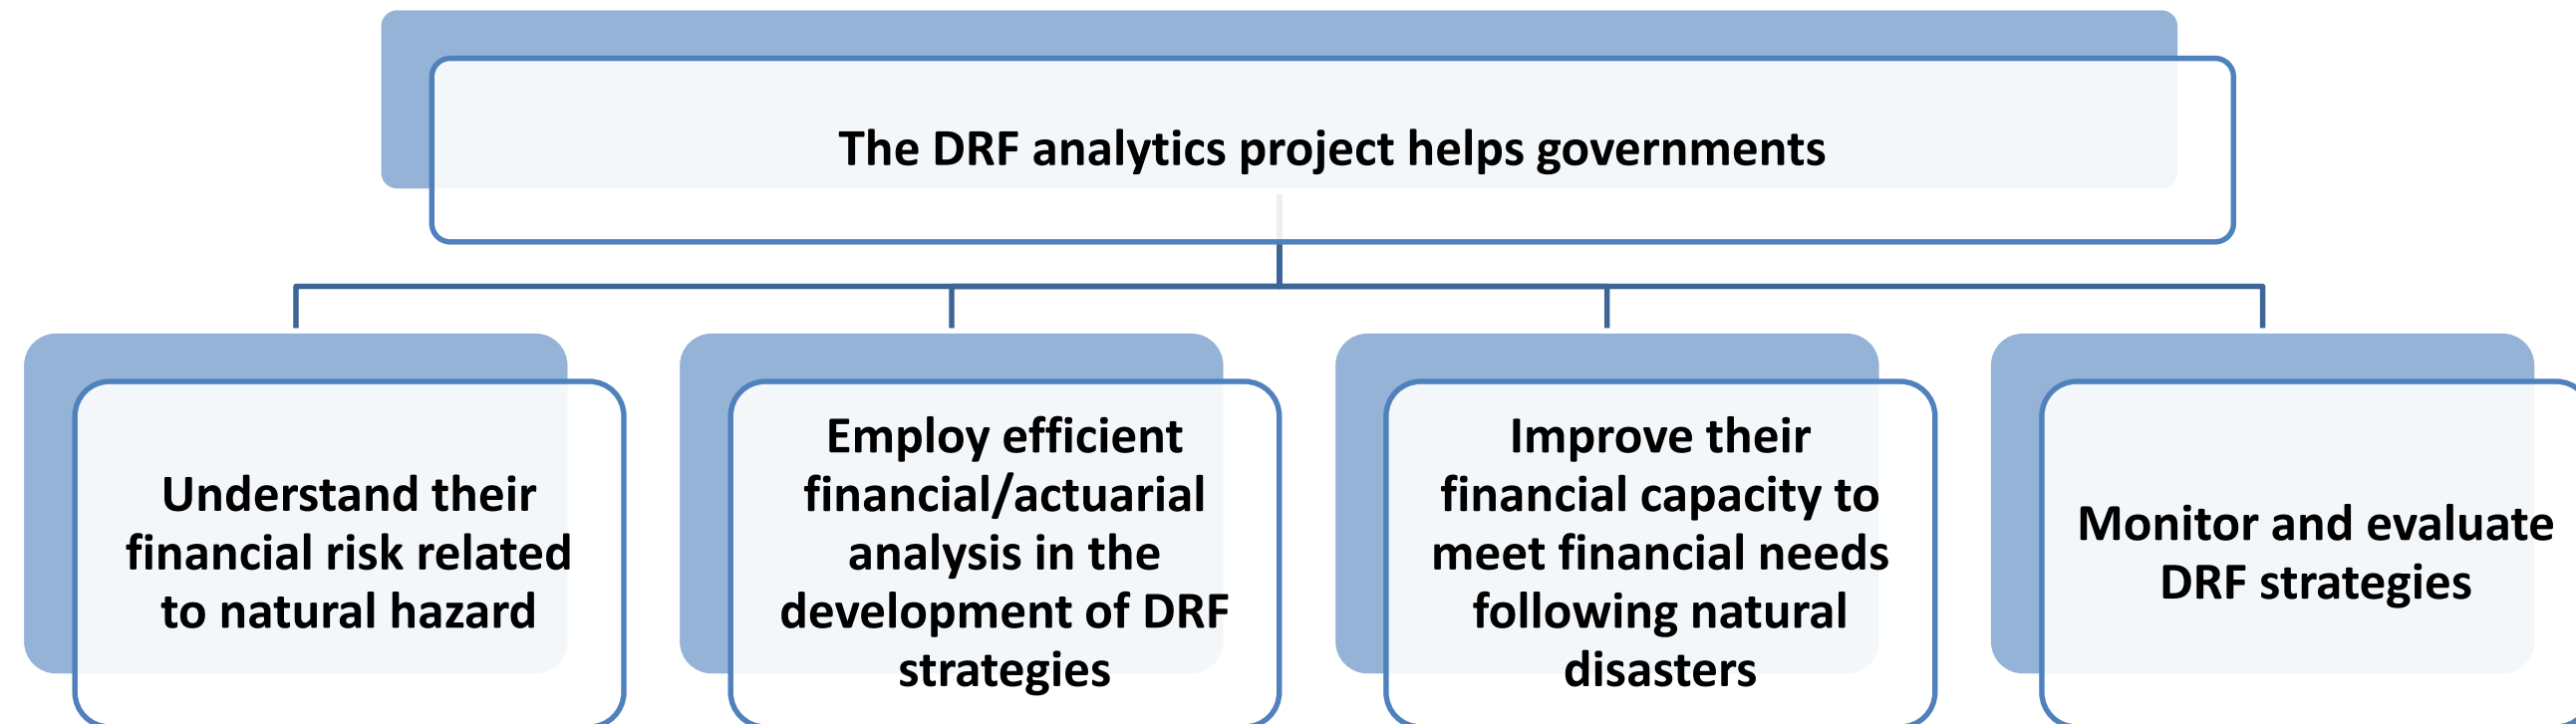 The DRF analytics project helps governments
Understand their
financial risk related
to natural hazard
Employ efficient
financial/actuarial
analysis in the
development of DRF
strategies
Improve their
financial capacity to
meet financial needs
following natural
disasters
Monitor and evaluate
DRF strategies